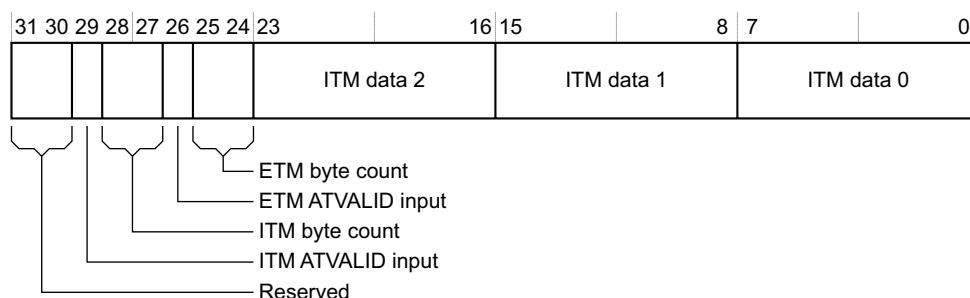 31 30 29 28 27 26 25 24 23 16 15 8 7 0
ITM data 2 ITM data 1 ITM data 0
ETM byte count
ETM ATVALID input
ITM byte count
ITM ATVALID input
Reserved